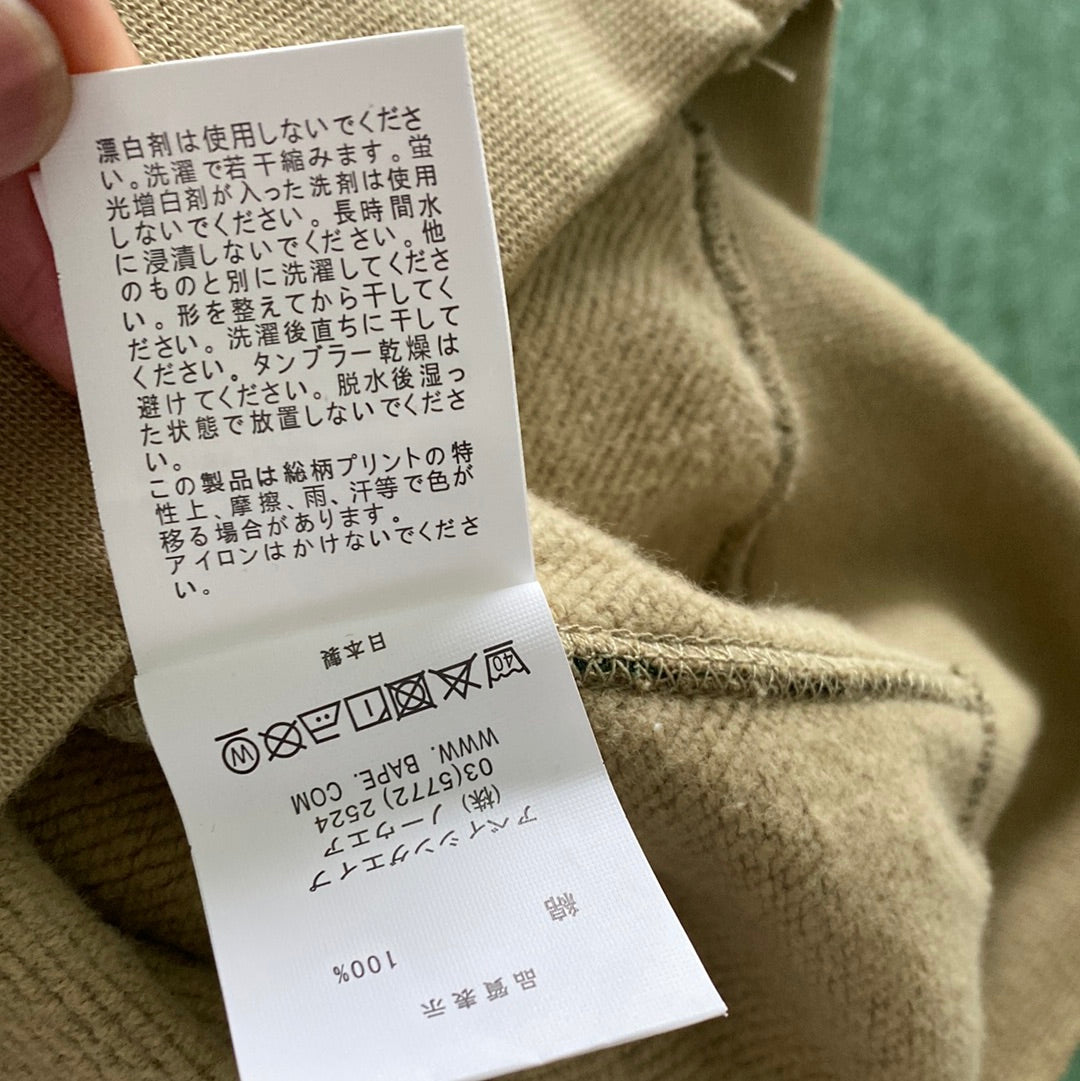 漂白剤は使用しないでくださ
い。洗濯で若干縮みます。蛍
光増白剤が入った洗剤は使用
しないでください。長時間水
に浸漬しないでください。他
のものと別に洗濯してくださ
い。形を整えてから干してく
ださい。洗濯後直ちに干して
ください。タンブラー乾燥は
避けてください。脱水後湿っ
た状態で放置しないでくださ
い。
この製品は総柄プリントの特
性上、摩擦、雨、汗等で色が
移る場合があります。
アイロンはかけないでくださ
い。
品質表示
100%
綿
アベイシングエイプ
(株) ノーウエア
03(5772) 2524
WWW. BAPE. COM
40
W
日本製